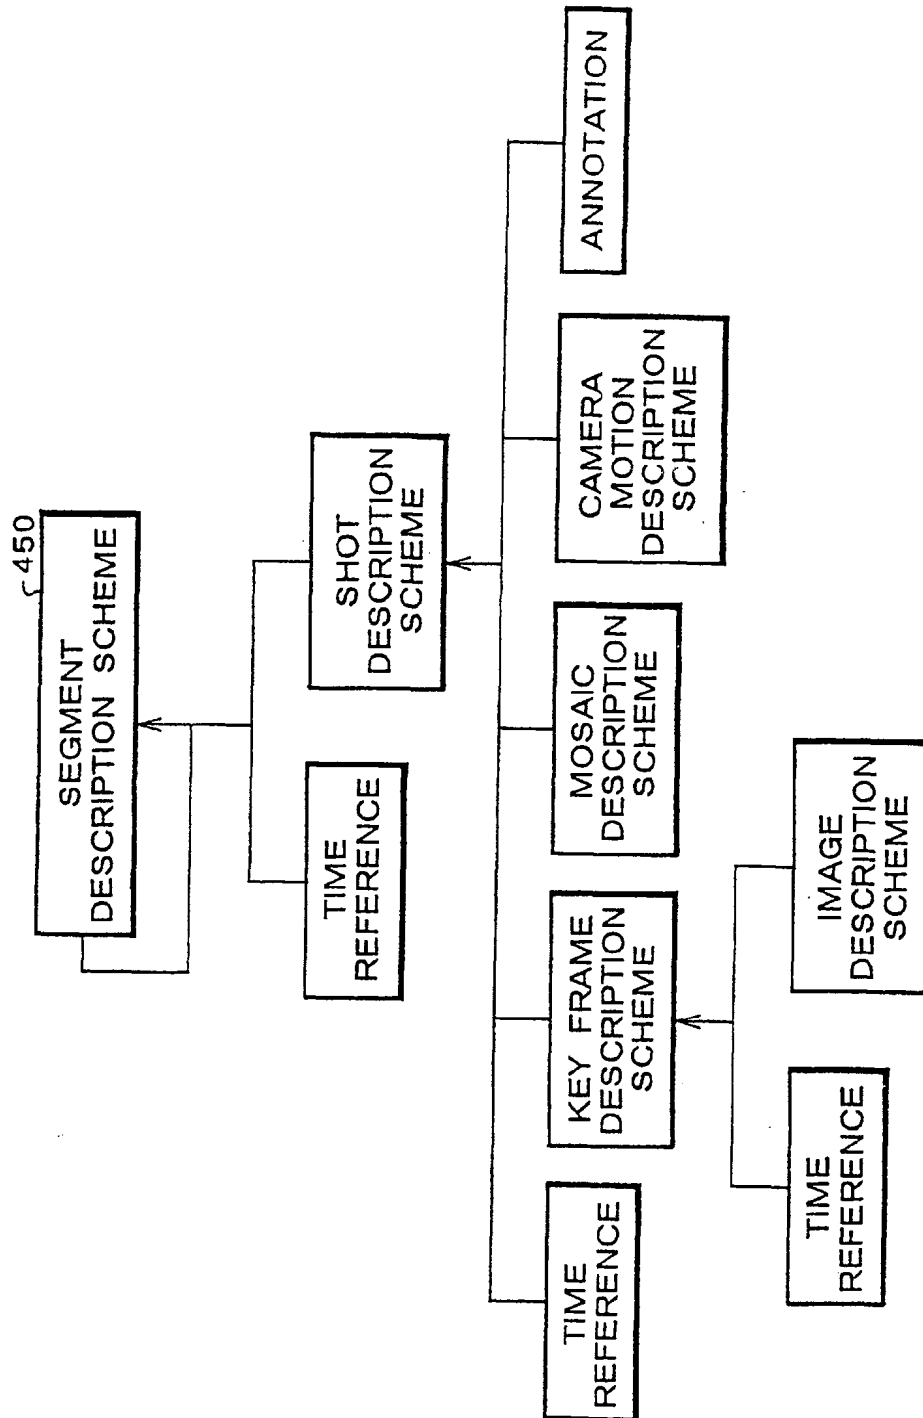 450
SEGMENT
DESCRIPTION SCHEME
TIME
REFERENCE
SHOT
DESCRIPTION
SCHEME
TIME
REFERENCE
KEY FRAME
DESCRIPTION
SCHEME
MOSAIC
DESCRIPTION
SCHEME
CAMERA
MOTION
DESCRIPTION
SCHEME
ANNOTATION
TIME
REFERENCE
IMAGE
DESCRIPTION
SCHEME